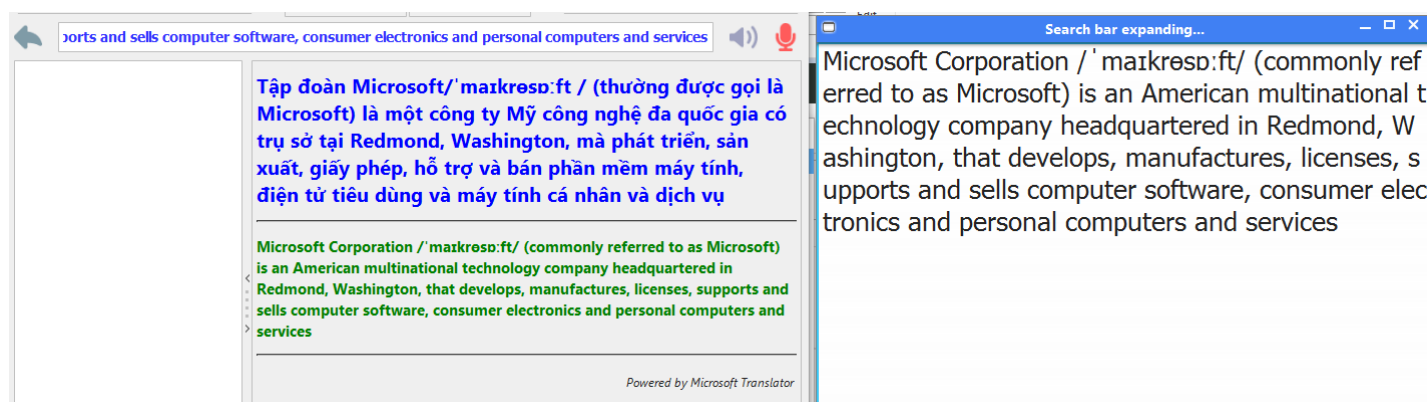 ports and sells computer software, consumer electronics and personal computers and services
Tập đoàn Microsoft/ˈmaɪkrəsɒːft / (thường được gọi là
Microsoft) là một công ty Mỹ công nghệ đa quốc gia có
trụ sở tại Redmond, Washington, mà phát triển, sản
xuất, giấy phép, hỗ trợ và bán phần mềm máy tính,
điện tử tiêu dùng và máy tính cá nhân và dịch vụ
Microsoft Corporation /ˈmaɪkrɵsɒːft/ (commonly referred to as Microsoft)
is an American multinational technology company headquartered in
Redmond, Washington, that develops, manufactures, licenses, supports and
sells computer software, consumer electronics and personal computers and
services
Powered by Microsoft Translator
Search bar expanding...
Microsoft Corporation /ˈmaɪkrɵsɒːft/ (commonly ref
erred to as Microsoft) is an American multinational t
echnology company headquartered in Redmond, W
ashington, that develops, manufactures, licenses, s
upports and sells computer software, consumer elec
tronics and personal computers and services